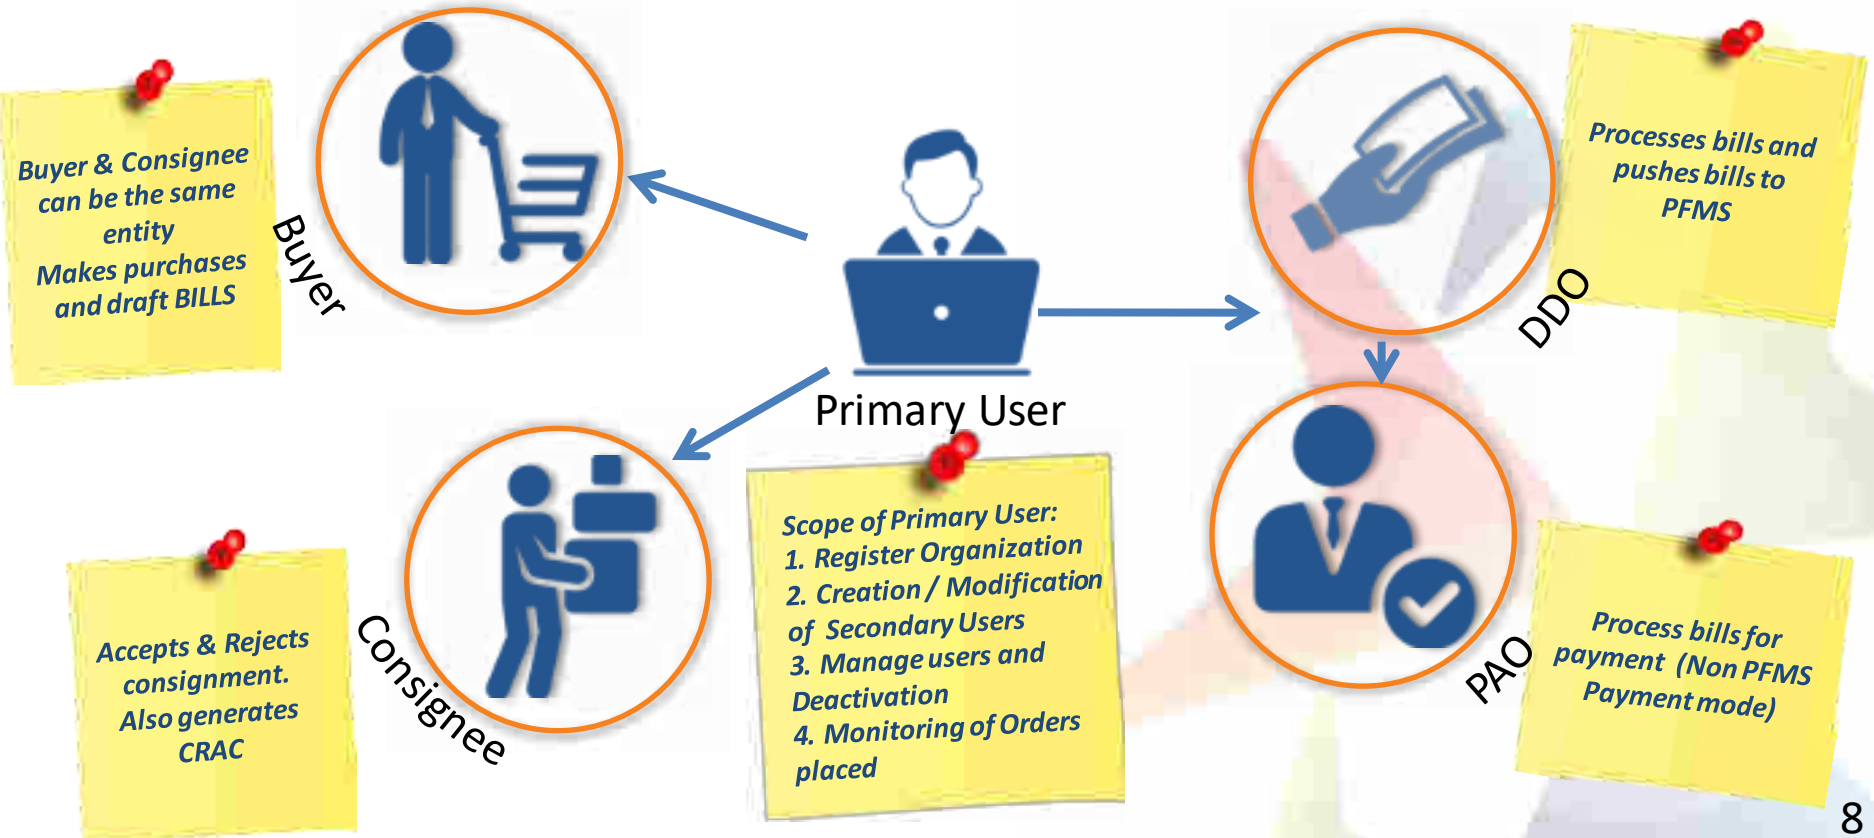 Buyer & Consignee
can be the same
entity
Makes purchases
and draft BILLS
Buyer
Primary User
Processes bills and
pushes bills to
PFMS
DDO
Accepts & Rejects
consignment.
Also generates
CRAC
Consignee
Scope of Primary User:
1. Register Organization
2. Creation / Modification
of Secondary Users
3. Manage users and
Deactivation
4. Monitoring of Orders
placed
PAO
Process bills for
payment (Non PFMS
Payment mode)
8